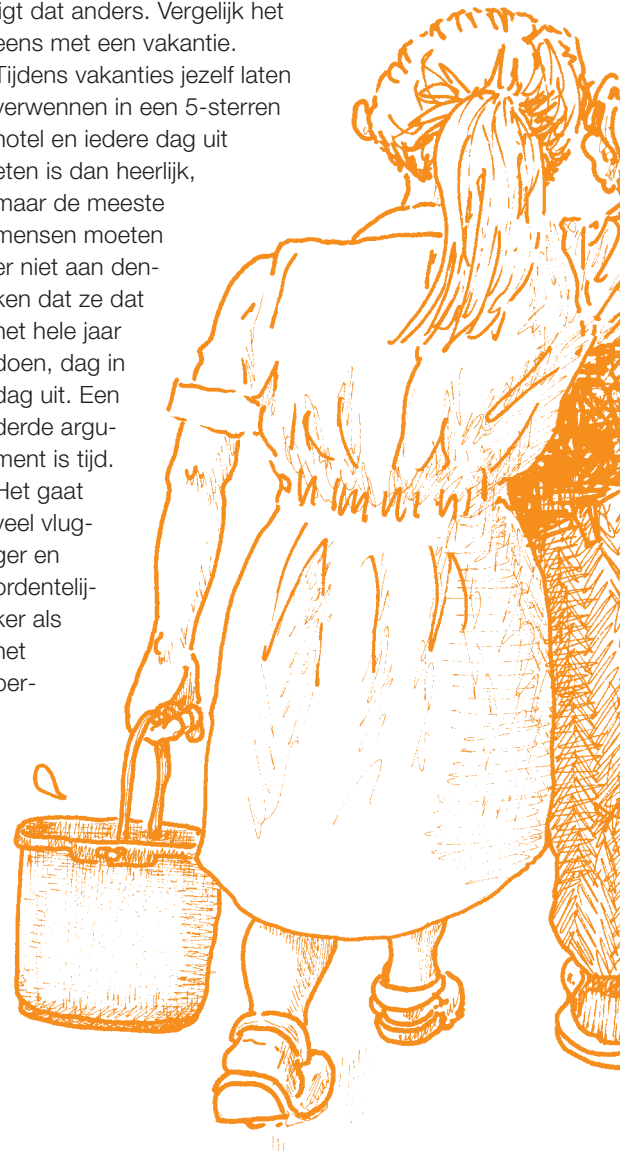 ligt dat anders. Vergelijk het
eens met een vakantie.
Tijdens vakanties jezelf laten
verwennen in een 5-sterren
hotel en iedere dag uit
eten is dan heerlijk,
maar de meeste
mensen moeten
er niet aan den-
ken dat ze dat
het hele jaar
doen, dag in
dag uit. Een
derde argu-
ment is tijd.
Het gaat
veel vlug-
ger en
ordentelij-
ker als
het
per-